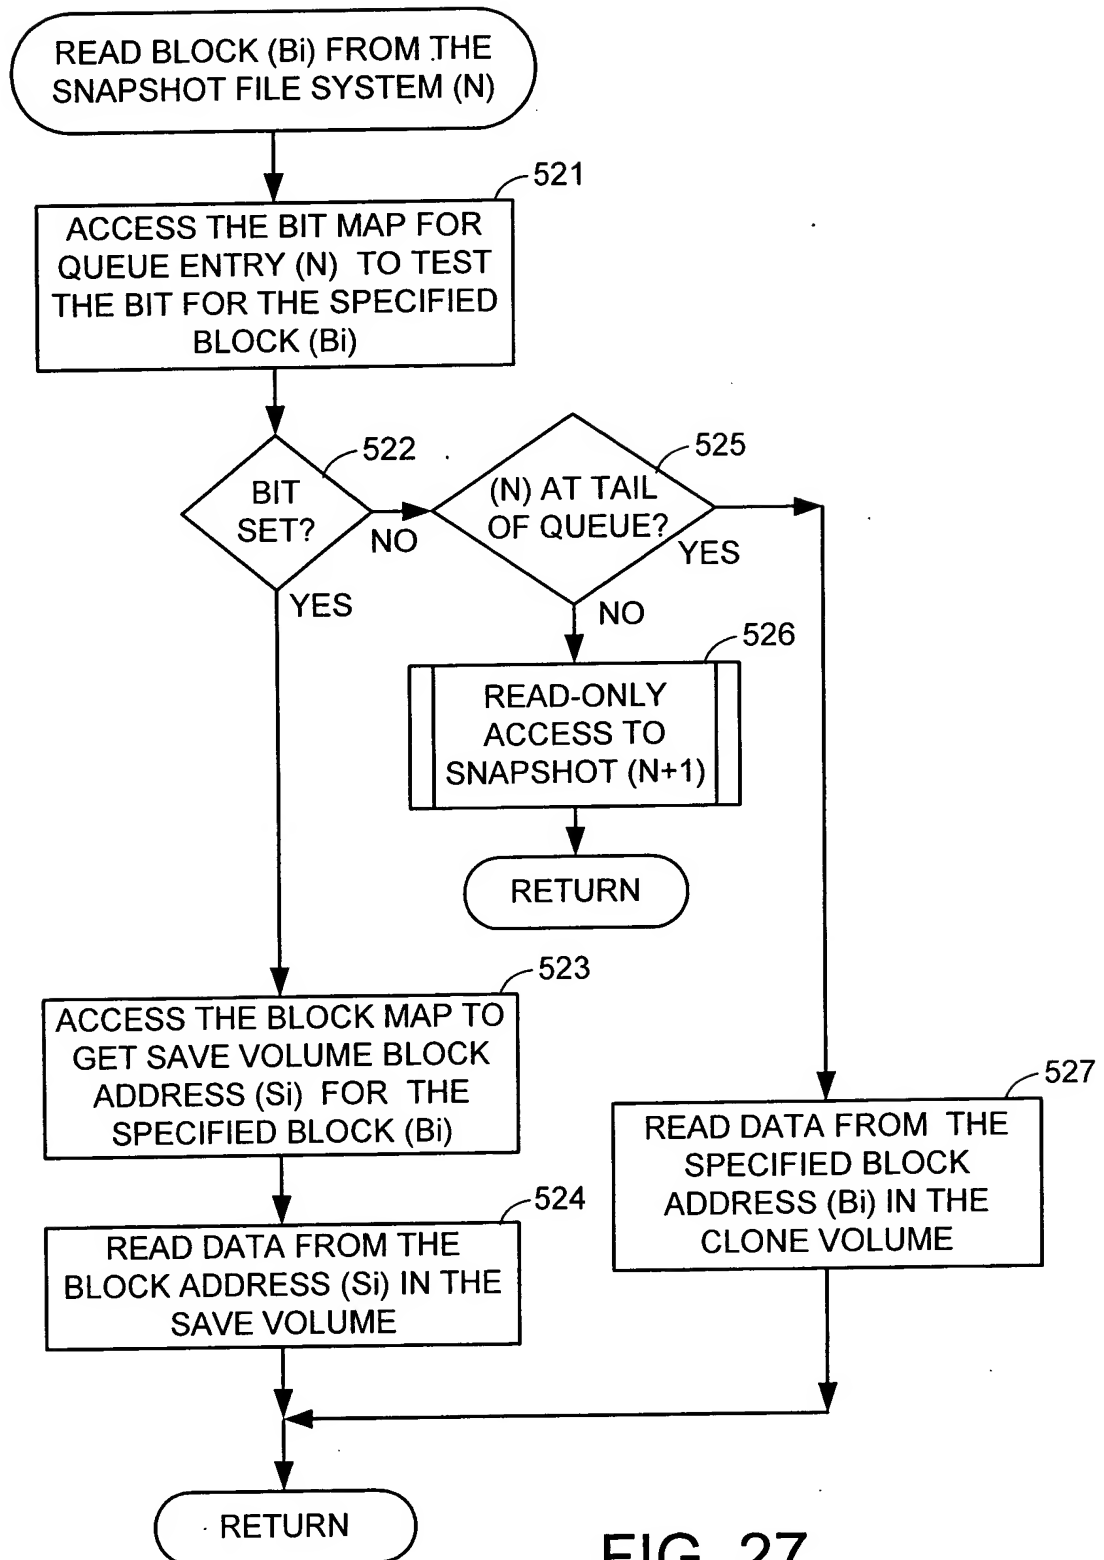 READ BLOCK (Bi) FROM THE
SNAPSHOT FILE SYSTEM (N)
521
ACCESS THE BIT MAP FOR
QUEUE ENTRY (N) TO TEST
THE BIT FOR THE SPECIFIED
BLOCK (Bi)
522
BIT
SET?
NO
YES
525
(N) AT TAIL
OF QUEUE?
YES
NO
526
READ-ONLY
ACCESS TO
SNAPSHOT (N+1)
RETURN
523
ACCESS THE BLOCK MAP TO
GET SAVE VOLUME BLOCK
ADDRESS (Si) FOR THE
SPECIFIED BLOCK (Bi)
524
READ DATA FROM THE
BLOCK ADDRESS (Si) IN THE
SAVE VOLUME
527
READ DATA FROM THE
SPECIFIED BLOCK
ADDRESS (Bi) IN THE
CLONE VOLUME
RETURN
FIG. 27